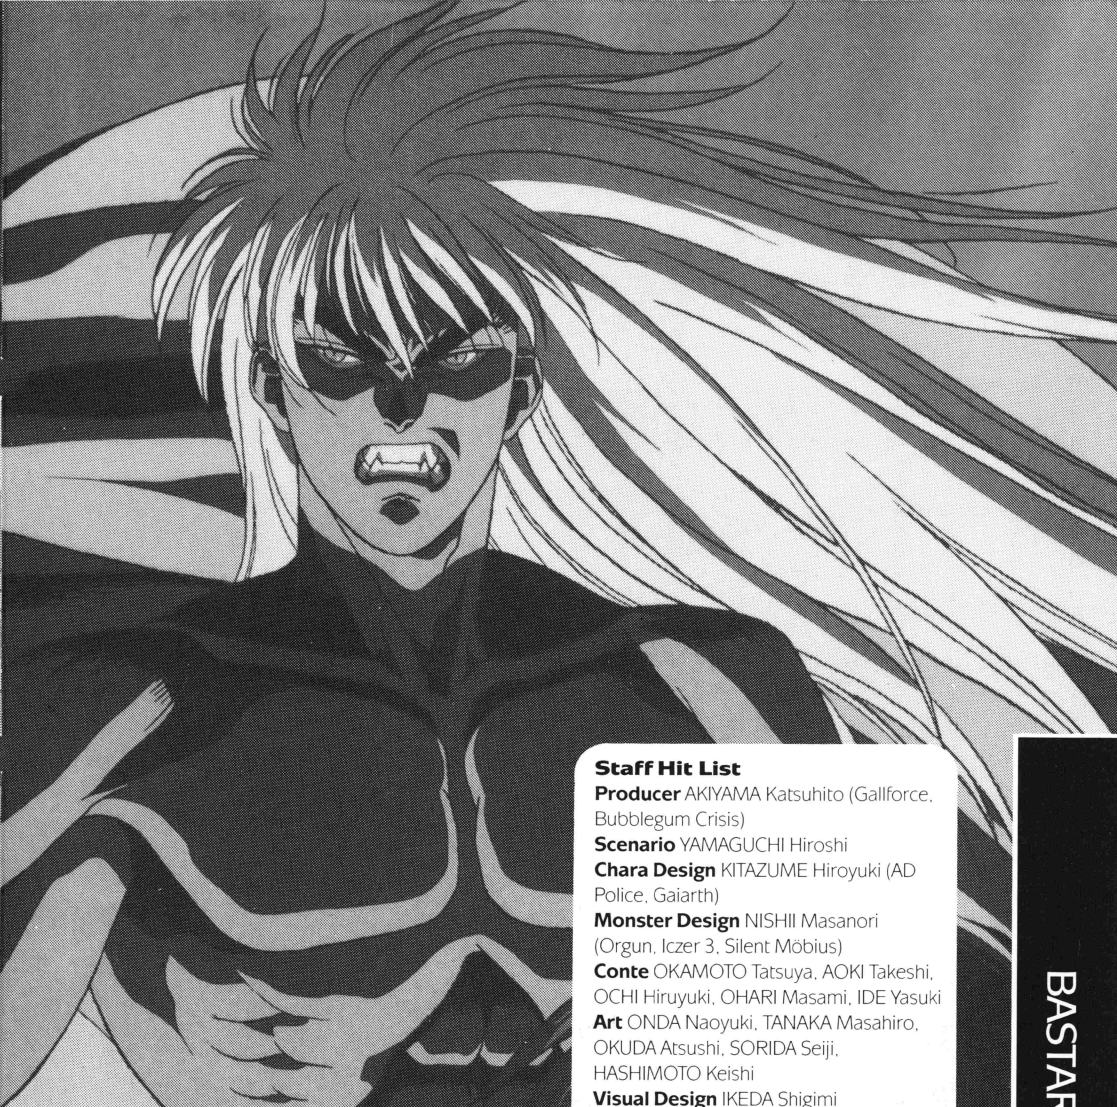 Staff Hit List
Producer AKIYAMA Katsuhito (Gallforce,
Bubblegum Crisis)
Scenario YAMAGUCHI Hiroshi
Chara Design KITAZUME Hiroyuki (AD
Police, Gaiarth)
Monster Design NISHII Masanori
(Orgun, Iczer 3, Silent Möbius)
Conte OKAMOTO Tatsuya, AOKI Takeshi,
OCHI Hiruyuki, OHARI Masami, IDE Yasuki
Art ONDA Naoyuki, TANAKA Masahiro,
OKUDA Atsushi, SORIDA Seiji,
HASHIMOTO Keishi
Visual Design IKEDA Shigimi
BASTAR